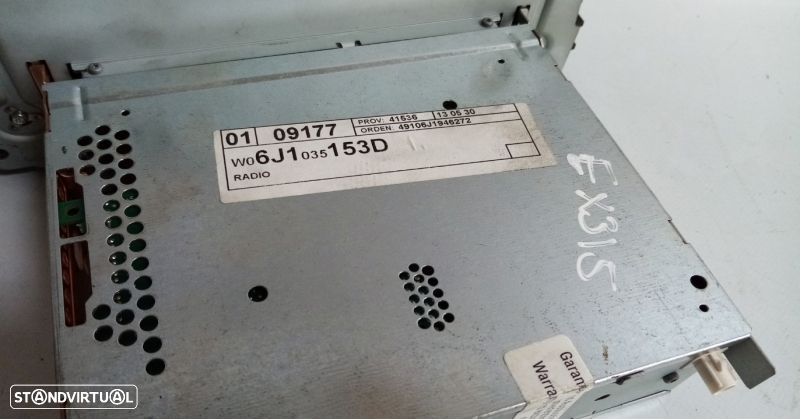 01 09177 PROV: 41536 13 05 30
ORDEN: 49106J1946272
W06J1035153D
RADIO
EX315
Garan
Warra
STANDVIRTUAL